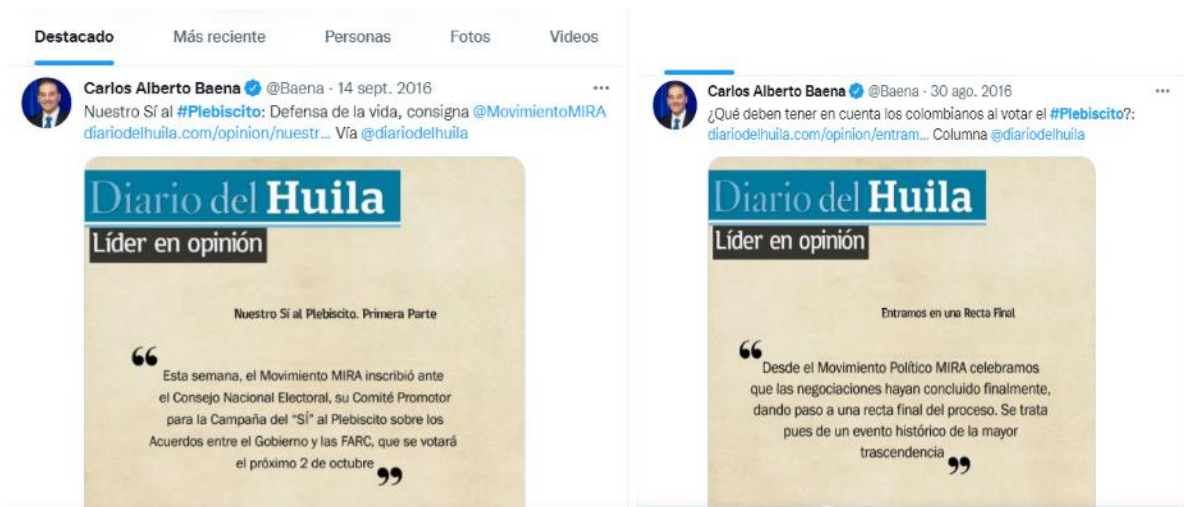 Destacado Más reciente Personas Fotos Videos
Carlos Alberto Baena @Baena · 14 sept. 2016 ...
Nuestro Sí al #Plebiscito: Defensa de la vida, consigna @MovimientoMIRA
diariodelhuila.com/opinion/nuestr... Vía @diariodelhuila
Diario del Huila
Líder en opinión
Nuestro Sí al Plebiscito. Primera Parte
“
Esta semana, el Movimiento MIRA inscribió ante
el Consejo Nacional Electoral, su Comité Promotor
para la Campaña del “SÍ” al Plebiscito sobre los
Acuerdos entre el Gobierno y las FARC, que se votará
el próximo 2 de octubre ”
Carlos Alberto Baena @Baena · 30 ago. 2016 ...
¿Qué deben tener en cuenta los colombianos al votar el #Plebiscito?:
diariodelhuila.com/opinion/entram... Columna @diariodelhuila
Diario del Huila
Líder en opinión
Entramos en una Recta Final
“
Desde el Movimiento Político MIRA celebramos
que las negociaciones hayan concluido finalmente,
dando paso a una recta final del proceso. Se trata
pues de un evento histórico de la mayor
trascendencia ”